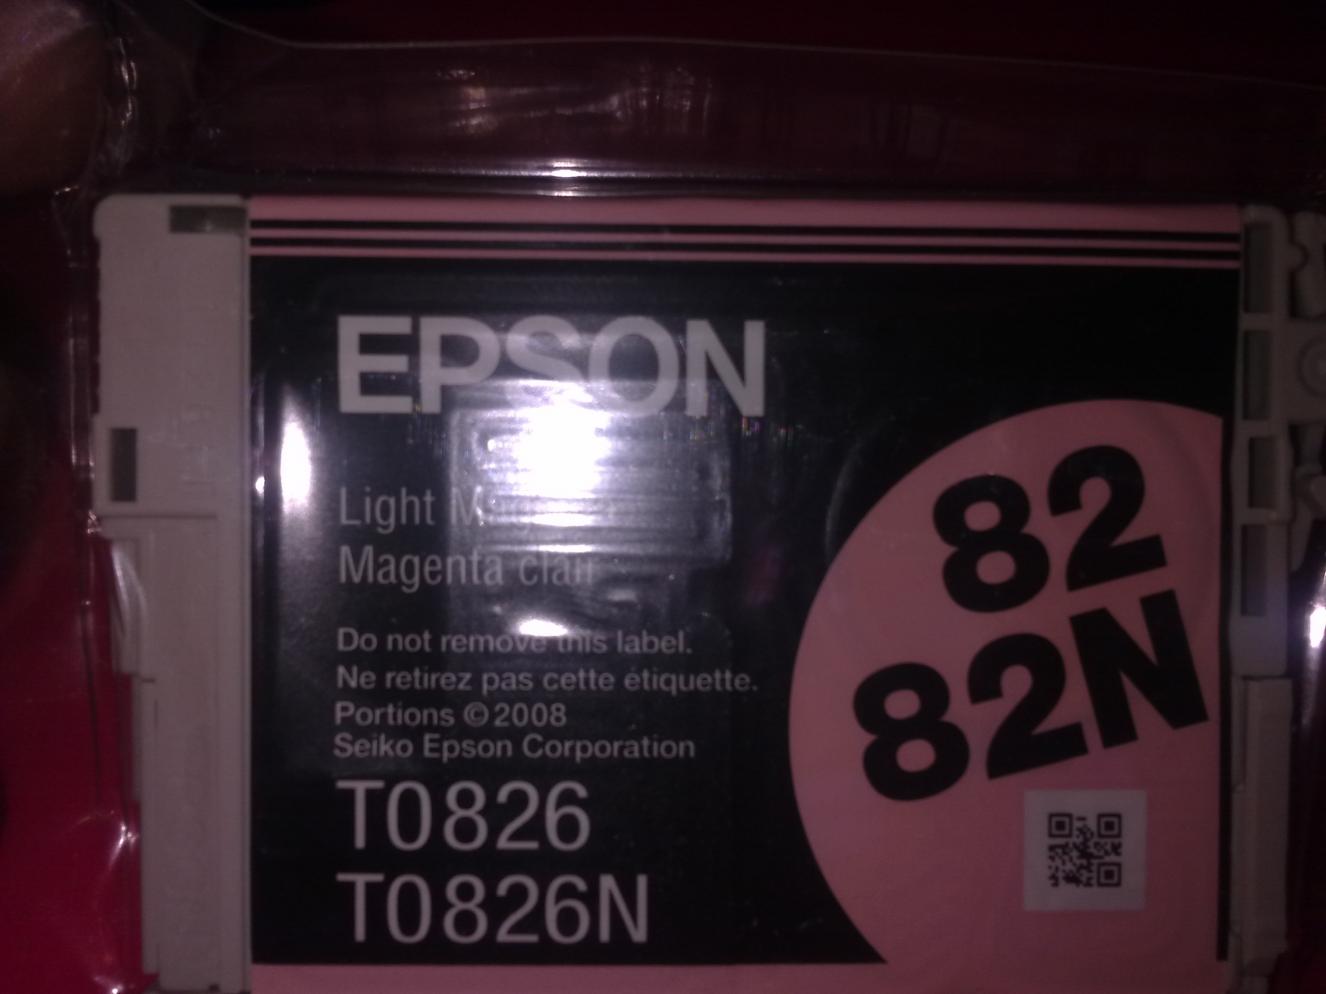 EPSON
Light
Magenta clair
Do not remove this label.
Ne retirez pas cette étiquette.
Portions ©2008
Seiko Epson Corporation
T0826
T0826N
82
82N